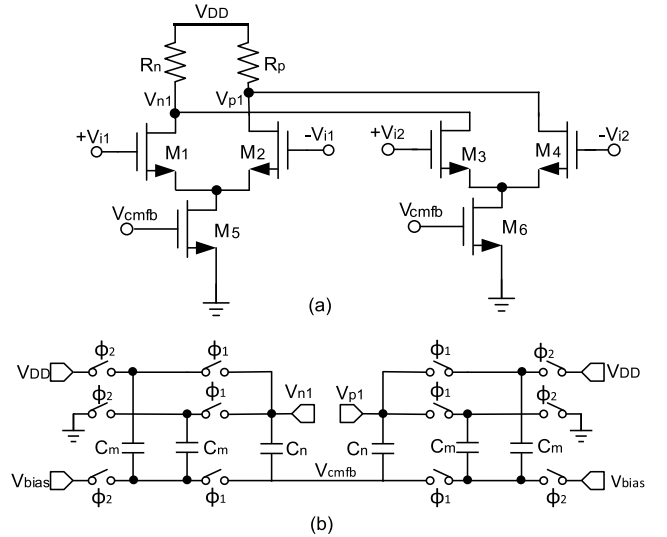 VDD
Rn Rp
Vn1 Vp1
+Vi1 M1 M2 -Vi1 +Vi2 M3 M4 -Vi2
Vcmfb M5 Vcmfb M6
(a)
ϕ2 ϕ1 ϕ1 ϕ2
VDD VDD
ϕ2 ϕ1 Vn1 Vp1 ϕ1 ϕ2
Cm Cm Cn Cn Cm Cm
Vbias Vcmfb Vbias
ϕ2 ϕ1 ϕ1 ϕ2
(b)